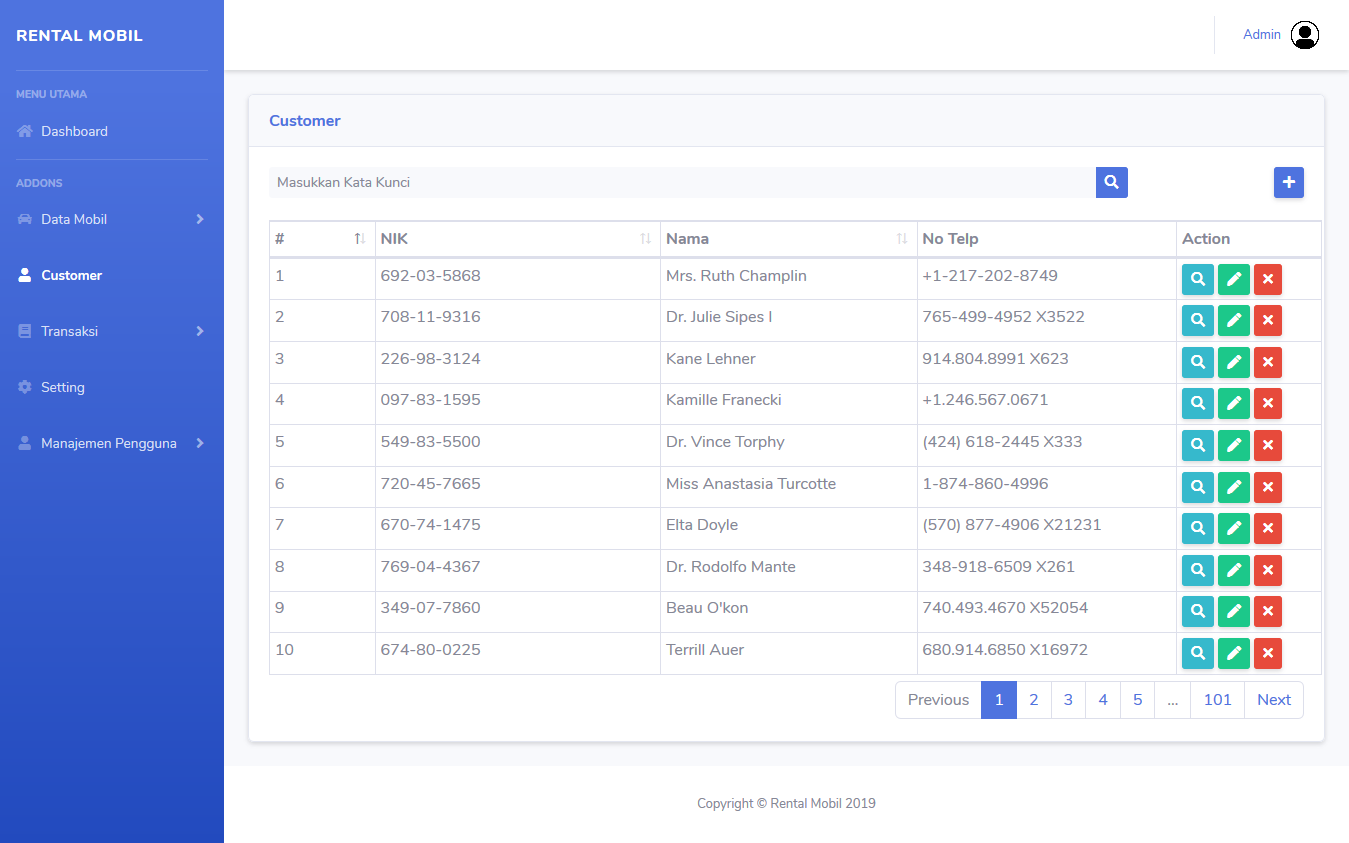 RENTAL MOBIL
Admin
MENU UTAMA
Dashboard
ADDONS
Data Mobil
Customer
Transaksi
Setting
Manajemen Pengguna
Customer
Masukkan Kata Kunci
# NIK Nama No Telp Action
1 692-03-5868 Mrs. Ruth Champlin +1-217-202-8749
2 708-11-9316 Dr. Julie Sipes I 765-499-4952 X3522
3 226-98-3124 Kane Lehner 914.804.8991 X623
4 097-83-1595 Kamille Franecki +1.246.567.0671
5 549-83-5500 Dr. Vince Torphy (424) 618-2445 X333
6 720-45-7665 Miss Anastasia Turcotte 1-874-860-4996
7 670-74-1475 Elta Doyle (570) 877-4906 X21231
8 769-04-4367 Dr. Rodolfo Mante 348-918-6509 X261
9 349-07-7860 Beau O'kon 740.493.4670 X52054
10 674-80-0225 Terrill Auer 680.914.6850 X16972
Previous 1 2 3 4 5 ... 101 Next
Copyright © Rental Mobil 2019